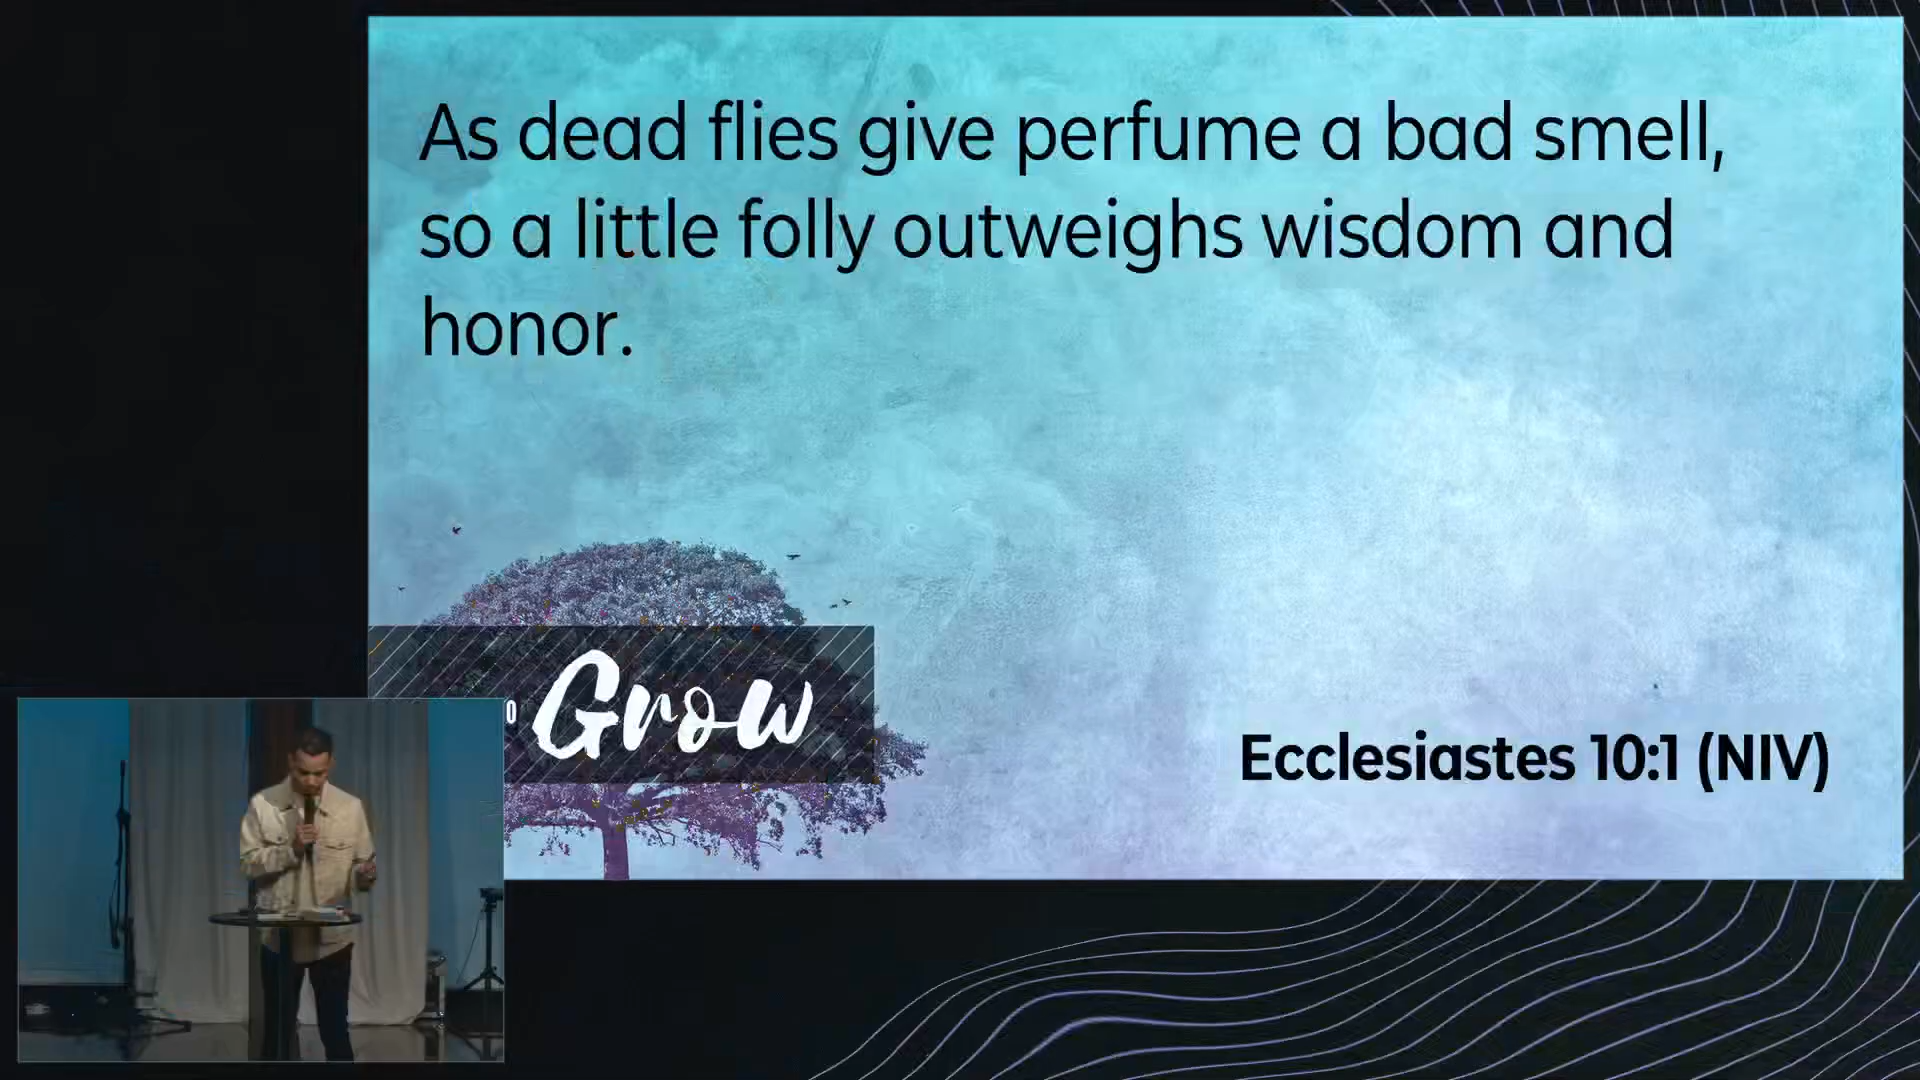 As dead flies give perfume a bad smell,
so a little folly outweighs wisdom and
honor.
Grow
Ecclesiastes 10:1 (NIV)